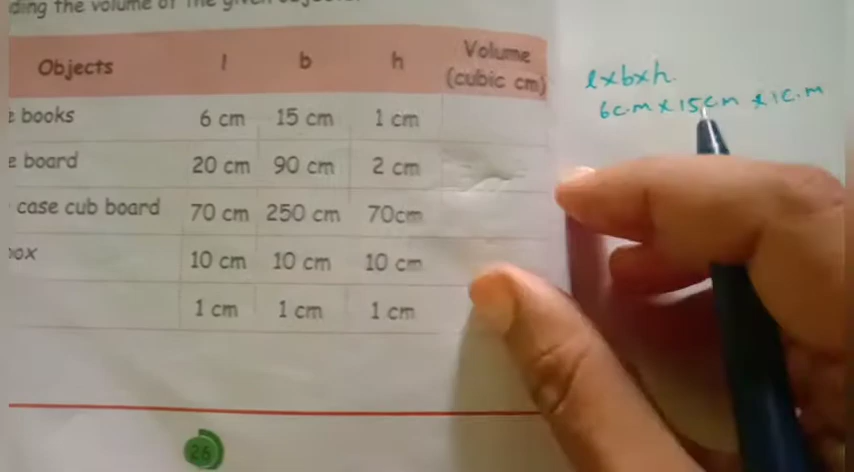 ding the volume of the given
Objects l b h Volume (cubic cm)
books 6 cm 15 cm 1 cm
e board 20 cm 90 cm 2 cm
case cub board 70 cm 250 cm 70cm
ox 10 cm 10 cm 10 cm
1 cm 1 cm 1 cm
26
l×b×h.
6c.m × 15cm × 1c.m